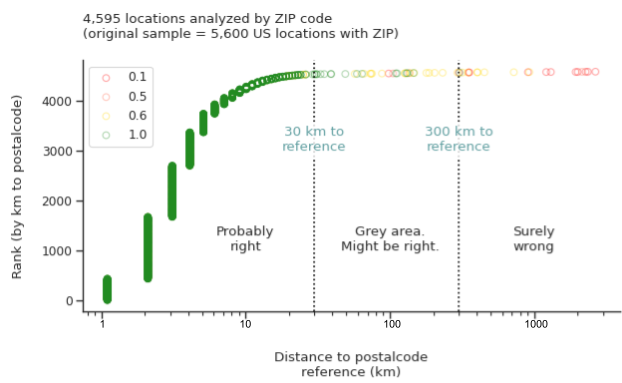 4,595 locations analyzed by ZIP code
(original sample = 5,600 US locations with ZIP)
0.1
0.5
0.6
1.0
4000
3000
2000
1000
0
Rank (by km to postalcode)
30 km to
reference
300 km to
reference
Probably
right
Grey area.
Might be right.
Surely
wrong
1
10
100
1000
Distance to postalcode
reference (km)